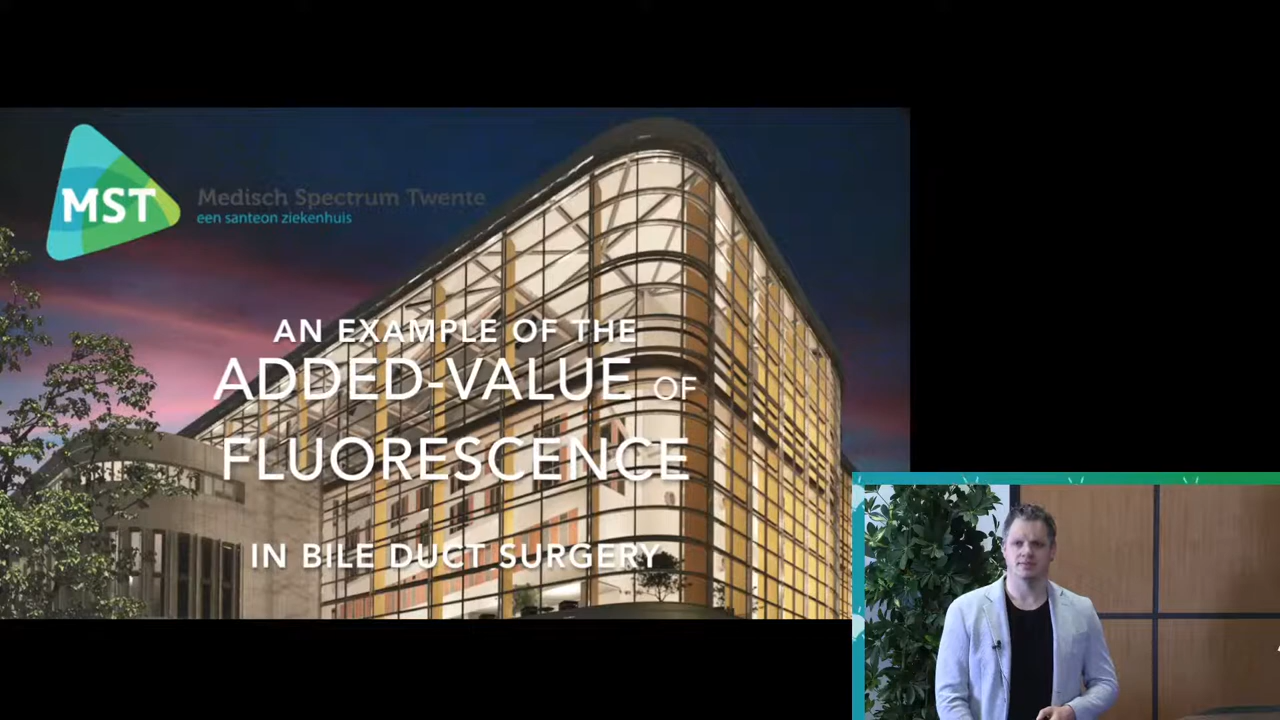 MST
Medisch Spectrum Twente
een santeon ziekenhuis
AN EXAMPLE OF THE
ADDED-VALUE OF
FLUORESCENCE
IN BILE DUCT SURGERY